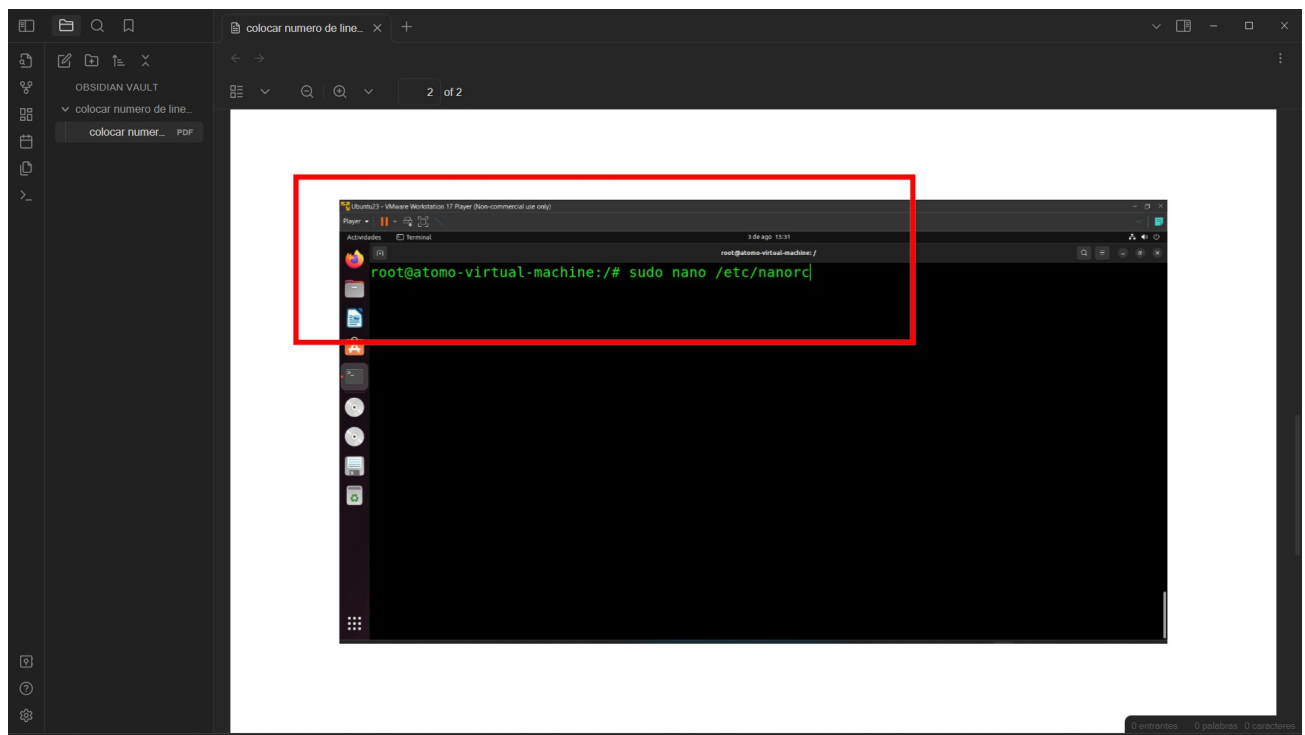 colocar numero de line...
OBSIDIAN VAULT
colocar numero de line...
colocar numer... PDF
2 of 2
Ubuntu23 - VMware Workstation 17 Player (Non-commercial use only)
Player
Actividades Terminal 3 de ago 15:31
root@atomo-virtual-machine: /
root@atomo-virtual-machine:/# sudo nano /etc/nanorc
0 entrantes 0 palabras 0 caracteres